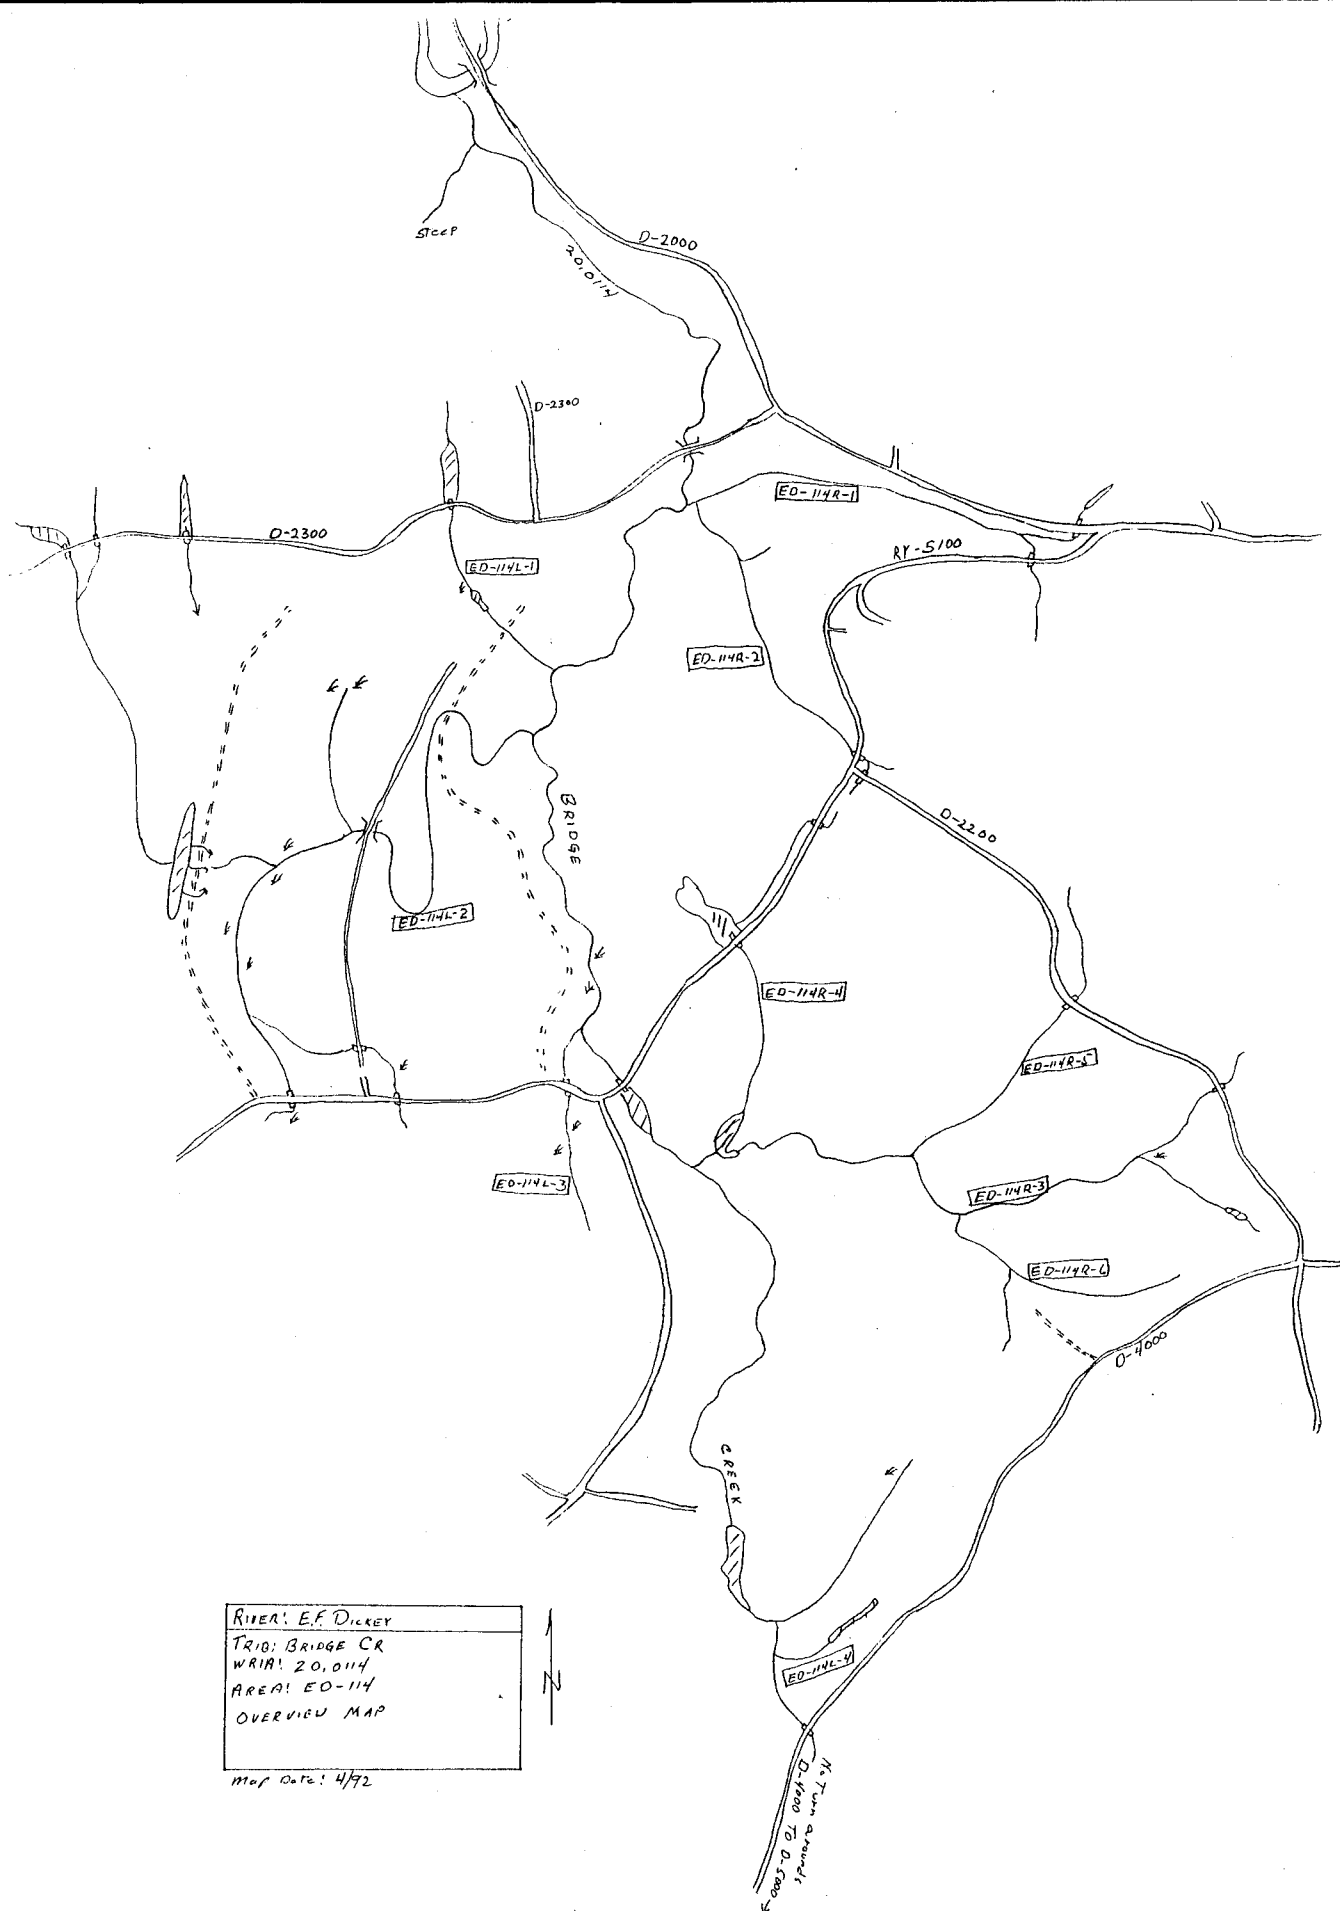 STEEP
D-2000
20.0114
D-2300
ED-114R-1
D-2300
RY-5100
ED-114L-1
ED-114R-2
BRIDGE
D-2200
ED-114L-2
ED-114R-4
ED-114R-5
ED-114L-3
ED-114R-3
ED-114R-6
D-4000
CREEK
ED-114L-4
No Turn arounds
D-4000 TO D-5000
RIVER: E.F. DICKEY
TRIB: BRIDGE CR
WRIA: 20.0114
AREA: ED-114
OVERVIEW MAP
Map Date: 4/92
N